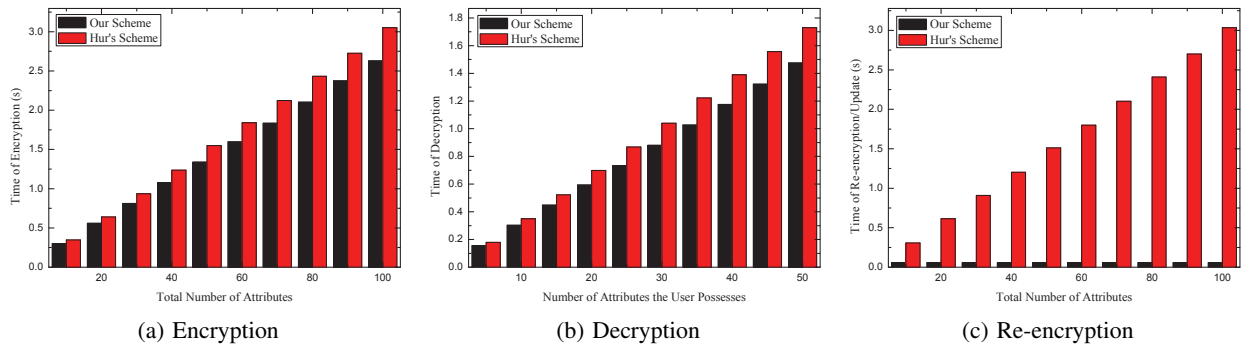 Our Scheme
Hur's Scheme
Time of Encryption (s)
3.0
2.5
2.0
1.5
1.0
0.5
0.0
20 40 60 80 100
Total Number of Attributes
(a) Encryption
Our Scheme
Hur's Scheme
Time of Decryption
1.8
1.6
1.4
1.2
1.0
0.8
0.6
0.4
0.2
0.0
10 20 30 40 50
Number of Attributes the User Possesses
(b) Decryption
Our Scheme
Hur's Scheme
Time of Re-encryption/Update (s)
3.0
2.5
2.0
1.5
1.0
0.5
0.0
20 40 60 80 100
Total Number of Attributes
(c) Re-encryption